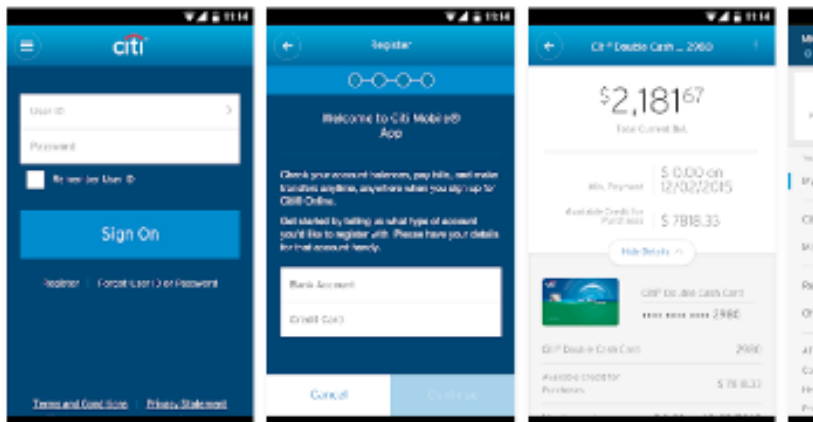 11:14
citi
User ID
Password
Remember User ID
Sign On
Register | Forgot User ID or Password
Terms and Conditions | Privacy Statement
11:14
Register
Welcome to Citi Mobile®
App
Check your account balances, pay bills, and make
transfers anytime, anywhere when you sign up for
Citi® Online.
Get started by telling us what type of account
you'd like to register with. Please have your details
for that account handy.
Bank Account
Credit Card
Cancel
Continue
11:14
Citi® Double Cash ... 2980
$2,18167
Total Current Bal.
Min. Payment
$ 0.00 on
12/02/2015
Available Credit for
Purchases
$ 7818.33
Hide Details
Citi® Double Cash Card
2980
Citi® Double Cash Card 2980
Available credit for
Purchases
$ 7818.33